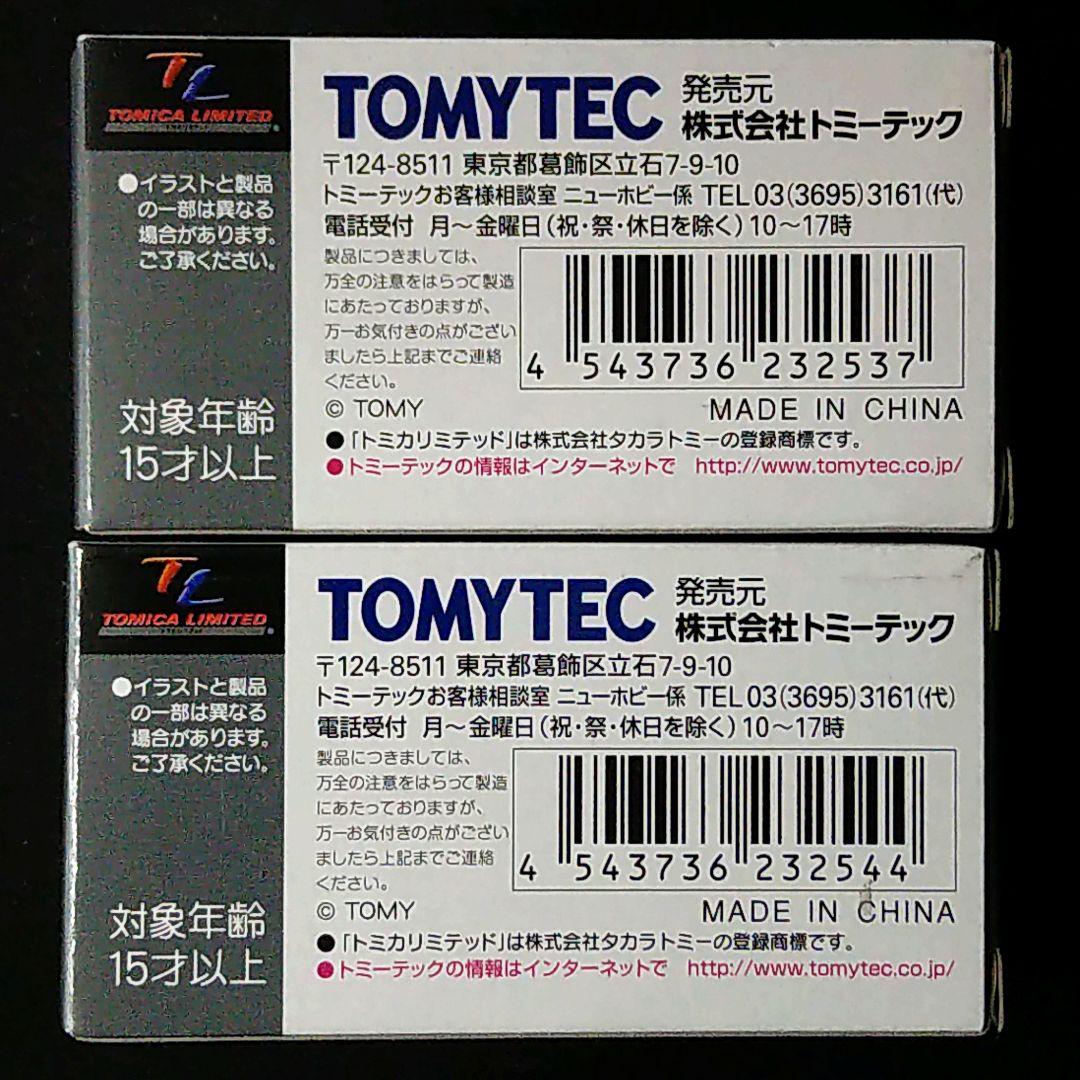 TL
TOMICA LIMITED
●イラストと製品
の一部は異なる
場合があります。
ご了承ください。
対象年齢
15才以上
TOMYTEC 発売元
株式会社トミーテック
〒124-8511 東京都葛飾区立石7-9-10
トミーテックお客様相談室 ニューホビー係 TEL03(3695)3161(代)
電話受付 月～金曜日(祝・祭・休日を除く)10～17時
製品につきましては、
万全の注意をはらって製造
にあたっておりますが、
万一お気付きの点がござい
ましたら上記までご連絡
ください。
4 543736 232537
© TOMY MADE IN CHINA
●「トミカリミテッド」は株式会社タカラトミーの登録商標です。
●トミーテックの情報はインターネットで http://www.tomytec.co.jp/
TL
TOMICA LIMITED
●イラストと製品
の一部は異なる
場合があります。
ご了承ください。
対象年齢
15才以上
TOMYTEC 発売元
株式会社トミーテック
〒124-8511 東京都葛飾区立石7-9-10
トミーテックお客様相談室 ニューホビー係 TEL03(3695)3161(代)
電話受付 月～金曜日(祝・祭・休日を除く)10～17時
製品につきましては、
万全の注意をはらって製造
にあたっておりますが、
万一お気付きの点がござい
ましたら上記までご連絡
ください。
4 543736 232544
© TOMY MADE IN CHINA
●「トミカリミテッド」は株式会社タカラトミーの登録商標です。
●トミーテックの情報はインターネットで http://www.tomytec.co.jp/